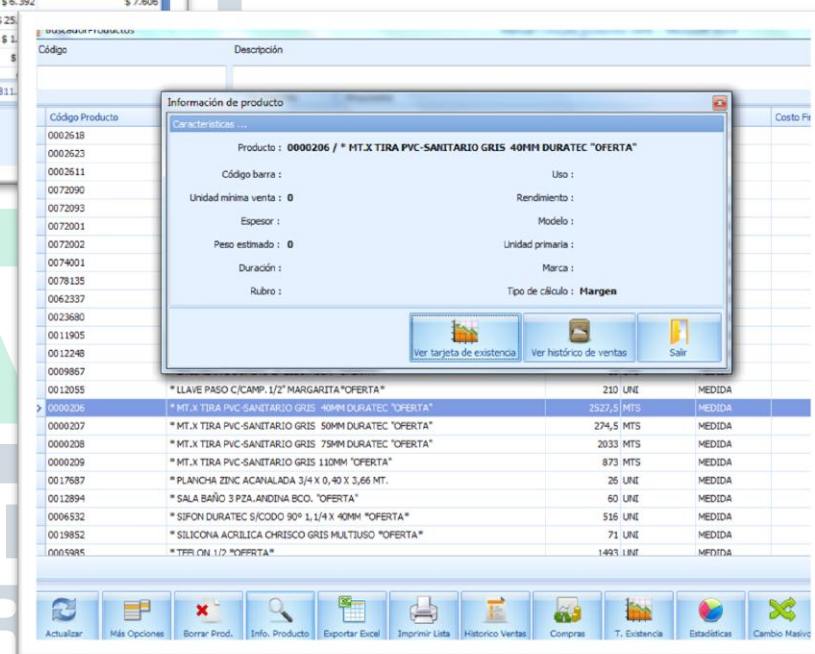 $ 6.392 $ 7.606
$ 25.
$ 1.
$
811.
BuscadorProductos
Código Descripción
Información de producto
Código Producto Costo Fi
Características ...
Producto : 0000206 / * MT.X TIRA PVC-SANITARIO GRIS 40MM DURATEC "OFERTA"
Código barra : Uso :
Unidad mínima venta : 0 Rendimiento :
Espesor : Modelo :
Peso estimado : 0 Unidad primaria :
Duración : Marca :
Rubro : Tipo de cálculo : Margen
Ver tarjeta de existencia Ver histórico de ventas Salir
0002618
0002623
0002611
0072090
0072093
0072001
0072002
0074001
0078135
0062337
0023680
0011905
0012248
0009867
0012055 * LLAVE PASO C/CAMP. 1/2" MARGARITA *OFERTA* 210 UNI MEDIDA
0000206 * MT.X TIRA PVC-SANITARIO GRIS 40MM DURATEC "OFERTA" 2527,5 MTS MEDIDA
0000207 * MT.X TIRA PVC-SANITARIO GRIS 50MM DURATEC "OFERTA" 274,5 MTS MEDIDA
0000208 * MT.X TIRA PVC-SANITARIO GRIS 75MM DURATEC "OFERTA" 2033 MTS MEDIDA
0000209 * MT.X TIRA PVC-SANITARIO GRIS 110MM "OFERTA" 873 MTS MEDIDA
0017687 * PLANCHA ZINC ACANALADA 3/4 X 0,40 X 3,66 MT. 26 UNI MEDIDA
0012894 * SALA BAÑO 3 PZA.ANDINA BCO. "OFERTA" 60 UNI MEDIDA
0006532 * SIFON DURATEC S/CODO 90º 1,1/4 X 40MM *OFERTA* 516 UNI MEDIDA
0019852 * SILICONA ACRILICA CHRISCO GRIS MULTIUSO *OFERTA* 71 UNI MEDIDA
0005985 * TEFLON 1/2 *OFERTA* 1493 UNI MEDIDA
Actualizar Más Opciones Borrar Prod. Info. Producto Exportar Excel Imprimir Lista Historico Ventas Compras T. Existencia Estadísticas Cambio Masivo